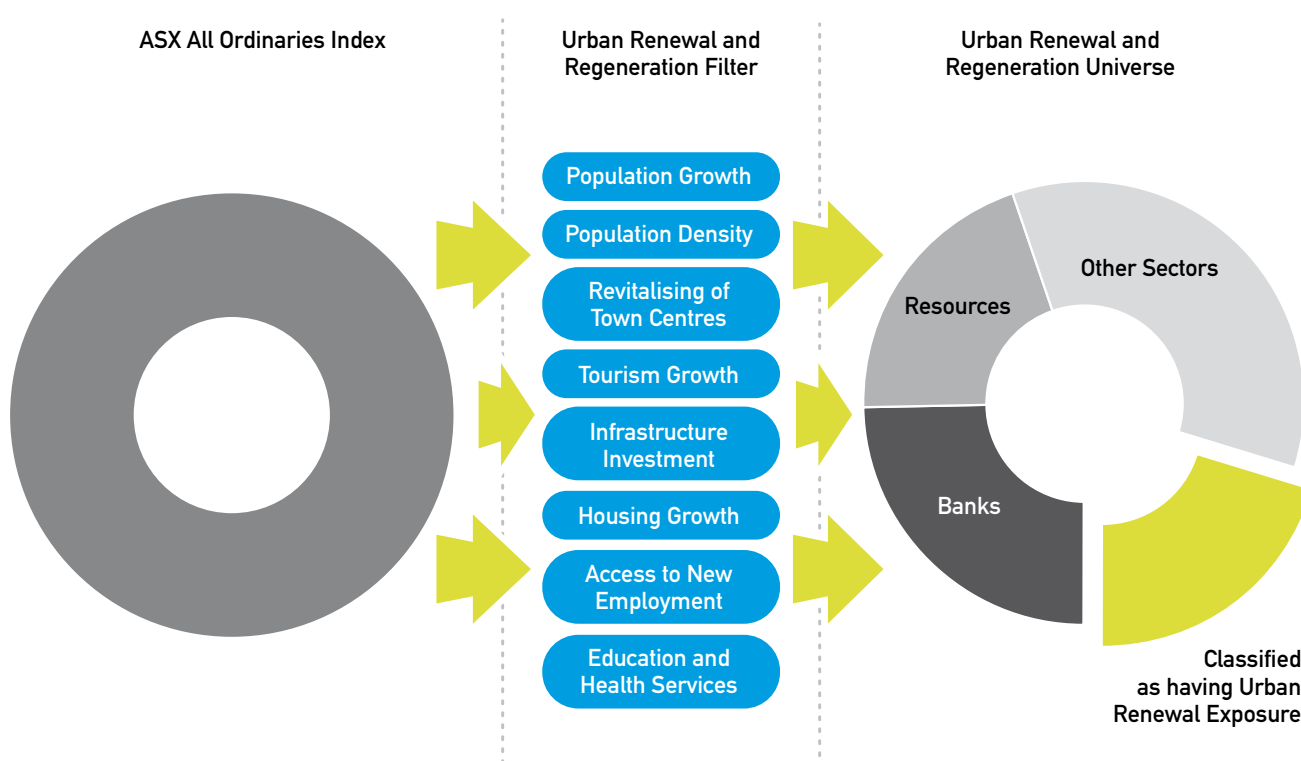 ASX All Ordinaries Index
Urban Renewal and
Regeneration Filter
Urban Renewal and
Regeneration Universe
Population Growth
Population Density
Revitalising of
Town Centres
Tourism Growth
Infrastructure
Investment
Housing Growth
Access to New
Employment
Education and
Health Services
Other Sectors
Resources
Banks
Classified
as having Urban
Renewal Exposure